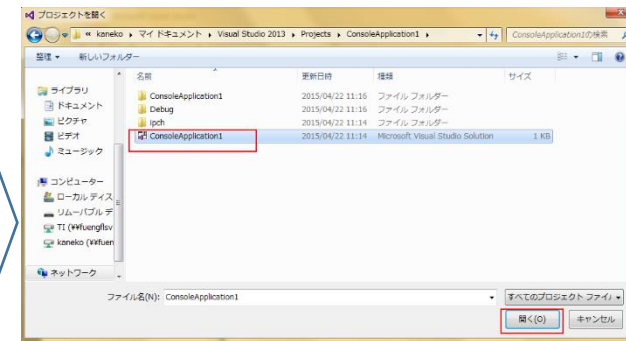 プロジェクトを開く
« kaneko ▸ マイ ドキュメント ▸ Visual Studio 2013 ▸ Projects ▸ ConsoleApplication1 ▸
ConsoleApplication1の検索
整理 新しいフォルダー
名前 更新日時 種類 サイズ
ConsoleApplication1 2015/04/22 11:16 ファイル フォルダー
Debug 2015/04/22 11:16 ファイル フォルダー
ipch 2015/04/22 11:14 ファイル フォルダー
ConsoleApplication1 2015/04/22 11:14 Microsoft Visual Studio Solution 1 KB
ライブラリ
ドキュメント
ピクチャ
ビデオ
ミュージック
コンピューター
ローカル ディス
リムーバブル デ
TI (¥¥fuengflsv
kaneko (¥¥fuen
ネットワーク
ファイル名(N): ConsoleApplication1
すべてのプロジェクト ファイル
開く(O) キャンセル